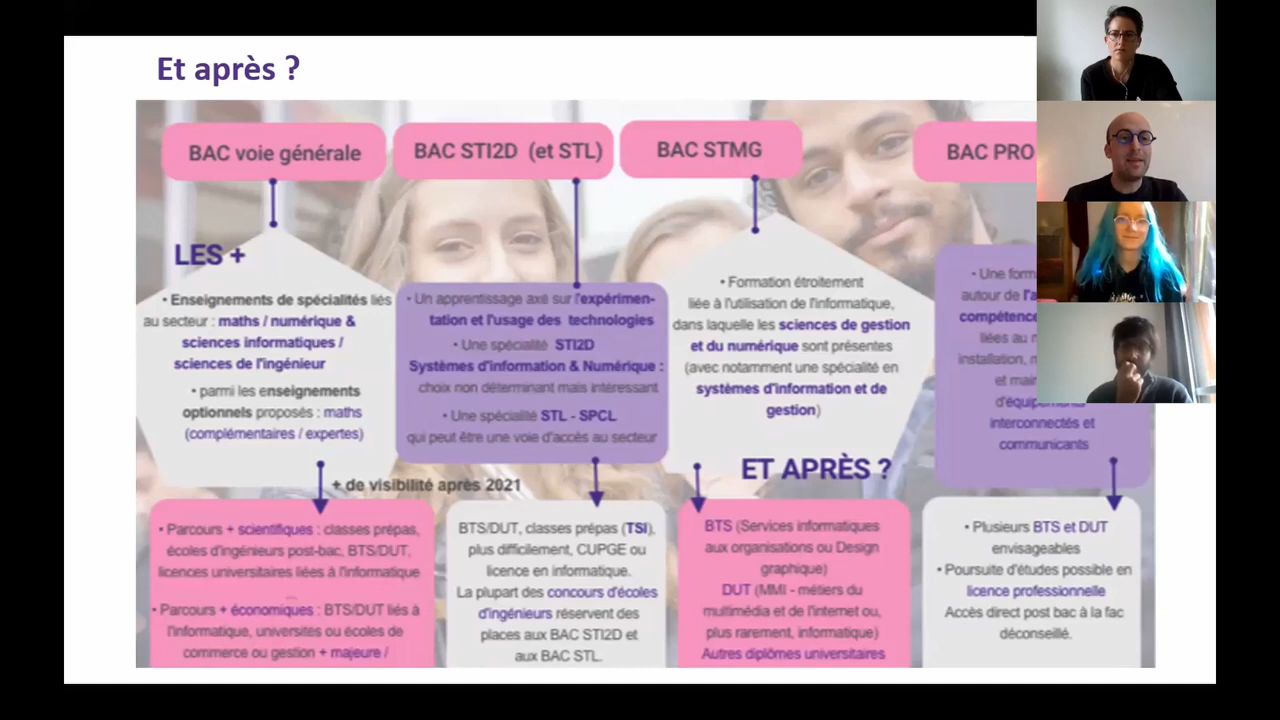 Et après ?
BAC voie générale
BAC STI2D (et STL)
BAC STMG
BAC PRO
LES +
• Enseignements de spécialités liés
au secteur : maths / numérique &
sciences informatiques /
sciences de l'ingénieur
• parmi les enseignements
optionnels proposés : maths
(complémentaires / expertes)
• Un apprentissage axé sur l'expérimen-
tation et l'usage des technologies
• Une spécialité STI2D
Systèmes d'information & Numérique :
choix non déterminant mais intéressant
• Une spécialité STL - SPCL
qui peut être une voie d'accès au secteur
• Formation étroitement
liée à l'utilisation de l'informatique,
dans laquelle les sciences de gestion
et du numérique sont présentes
(avec notamment une spécialité en
systèmes d'information et de
gestion)
• Une
autour de
liées au
et
d'équipements
interconnectés et
communicants
ET APRÈS ?
+ de visibilité après 2021
• Parcours + scientifiques : classes prépas,
écoles d'ingénieurs post-bac, BTS/DUT,
licences universitaires liées à l'informatique
...
• Parcours + économiques : BTS/DUT liés à
l'informatique, universités ou écoles de
commerce ou gestion + majeure /
BTS/DUT, classes prépas (TSI),
plus difficilement, CUPGE ou
licence en informatique.
La plupart des concours d'écoles
d'ingénieurs réservent des
places aux BAC STI2D et
aux BAC STL.
BTS (Services informatiques
aux organisations ou Design
graphique)
DUT (MMI - métiers du
multimédia et de l'internet ou,
plus rarement, informatique)
Autres diplômes universitaires
• Plusieurs BTS et DUT
envisageables
• Poursuite d'études possible en
licence professionnelle
Accès direct post bac à la fac
déconseillé.